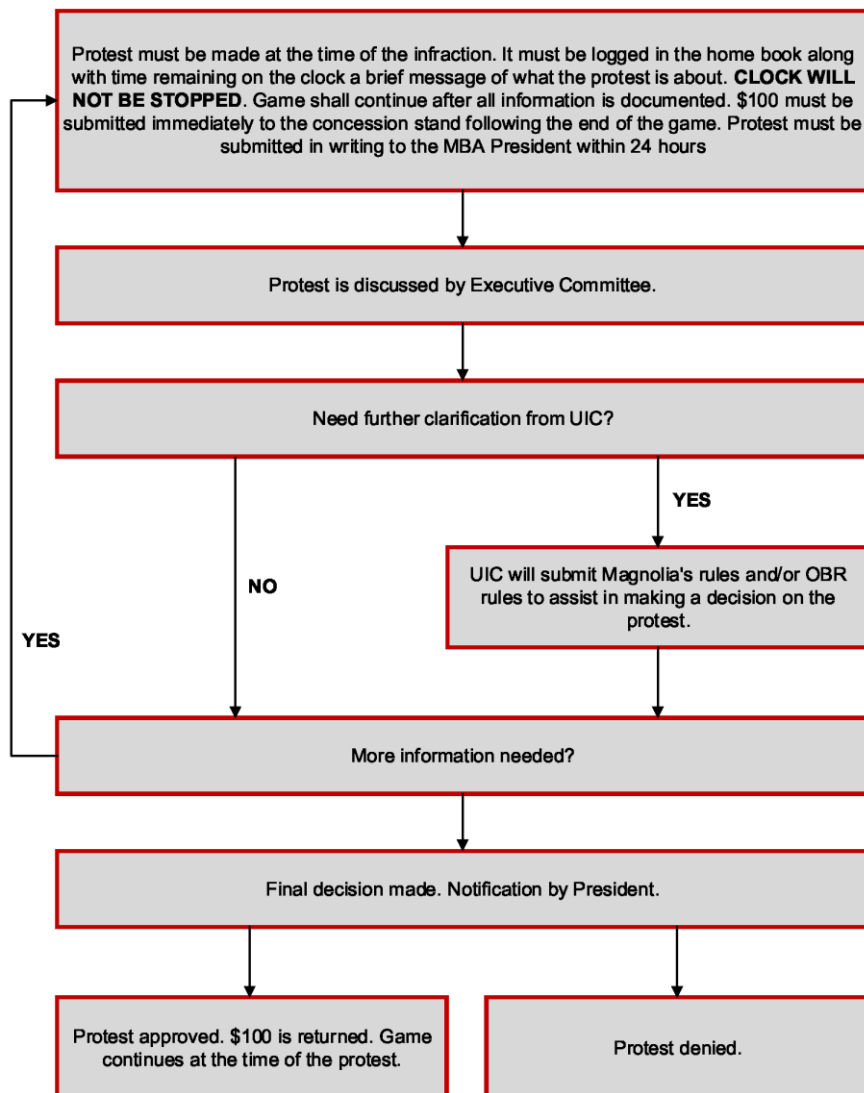 Protest must be made at the time of the infraction. It must be logged in the home book along
with time remaining on the clock a brief message of what the protest is about. CLOCK WILL
NOT BE STOPPED. Game shall continue after all information is documented. $100 must be
submitted immediately to the concession stand following the end of the game. Protest must be
submitted in writing to the MBA President within 24 hours
Protest is discussed by Executive Committee.
Need further clarification from UIC?
YES
UIC will submit Magnolia's rules and/or OBR
rules to assist in making a decision on the
protest.
NO
YES
More information needed?
Final decision made. Notification by President.
Protest approved. $100 is returned. Game
continues at the time of the protest.
Protest denied.